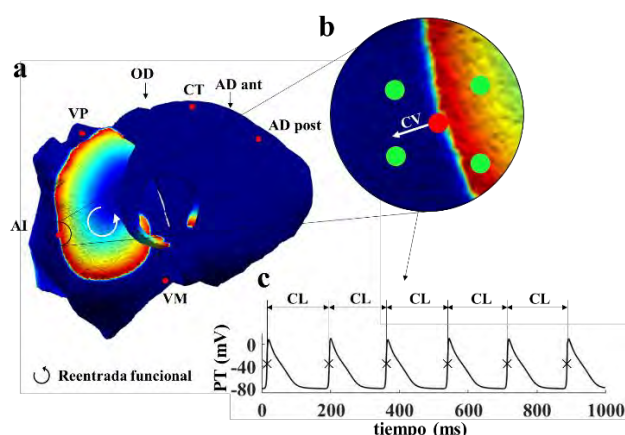 b
a
OD
CT
AD ant
VP
AD post
CV
AI
VM
Reentrada funcional
c
CL CL CL CL CL
PT (mV)
0
-40
-80
0 200 400 600 800 1000
tiempo (ms)